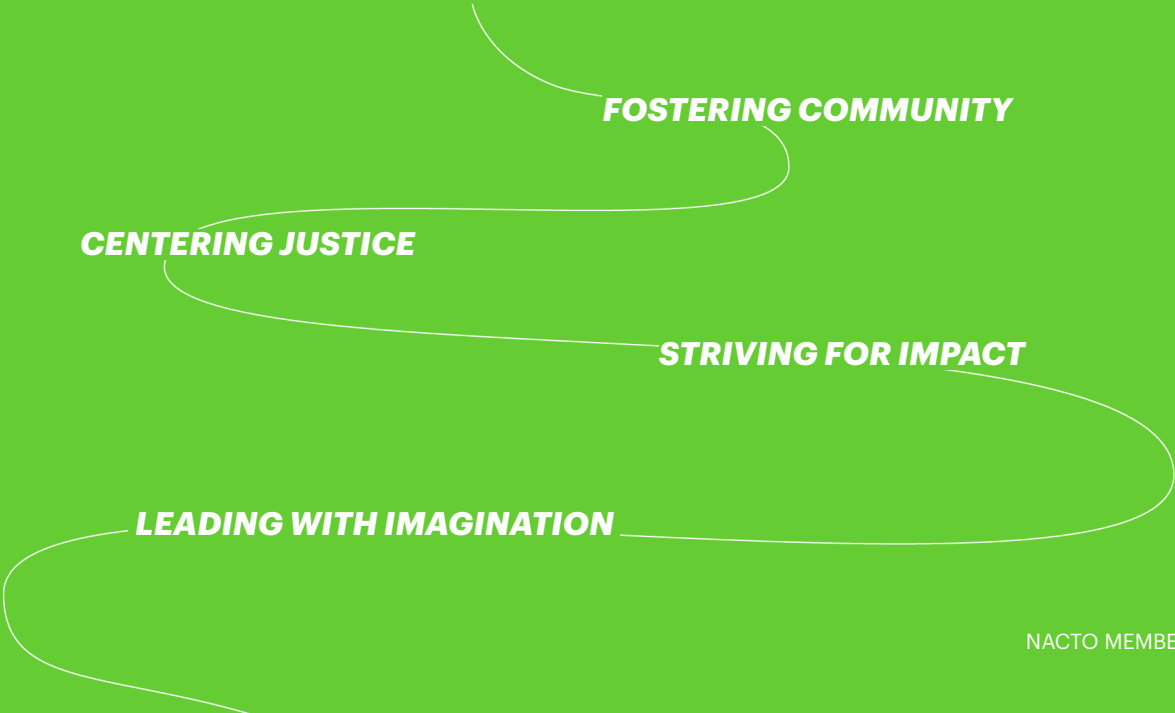 FOSTERING COMMUNITY
CENTERING JUSTICE
STRIVING FOR IMPACT
LEADING WITH IMAGINATION
NACTO MEMBE